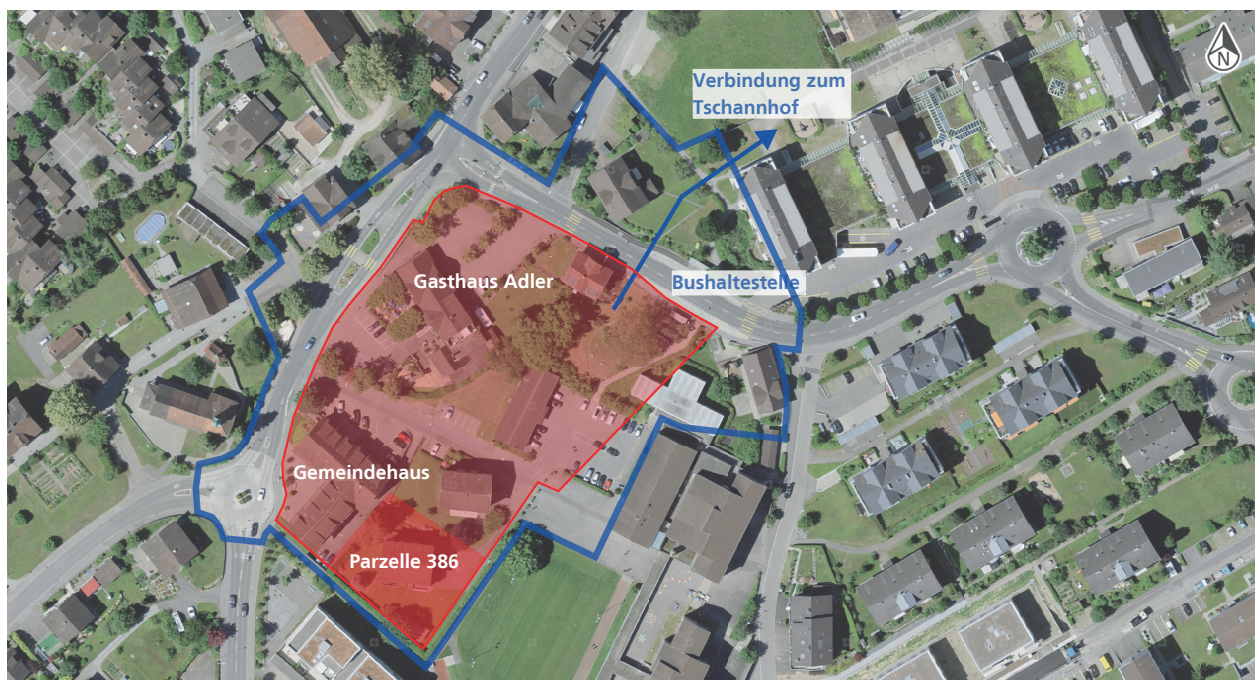 N
Verbindung zum
Tschannhof
Gasthaus Adler
Bushaltestelle
Gemeindehaus
Parzelle 386